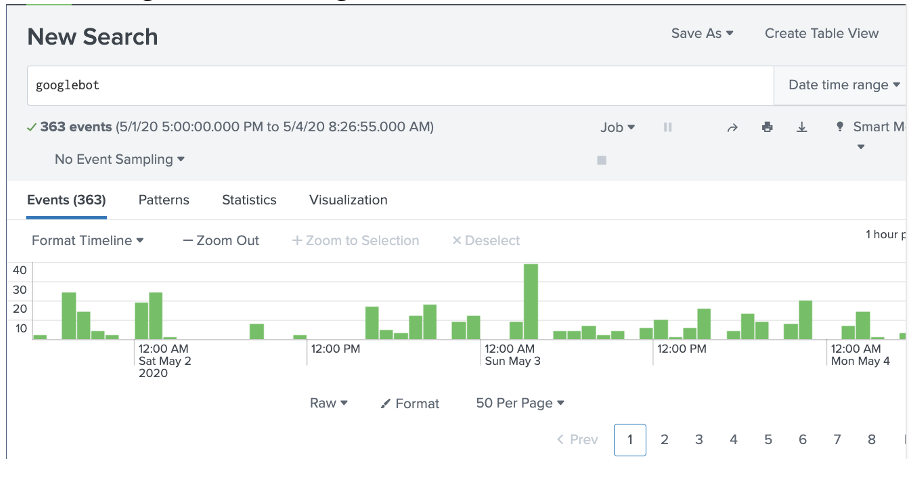 New Search
Save As
Create Table View
googlebot
Date time range
363 events (5/1/20 5:00:00.000 PM to 5/4/20 8:26:55.000 AM)
Job
Smart M
No Event Sampling
Events (363)
Patterns
Statistics
Visualization
Format Timeline
— Zoom Out
+ Zoom to Selection
× Deselect
1 hour p
40
30
20
10
12:00 AM
Sat May 2
2020
12:00 PM
12:00 AM
Sun May 3
12:00 PM
12:00 AM
Mon May 4
Raw
Format
50 Per Page
< Prev
1
2
3
4
5
6
7
8